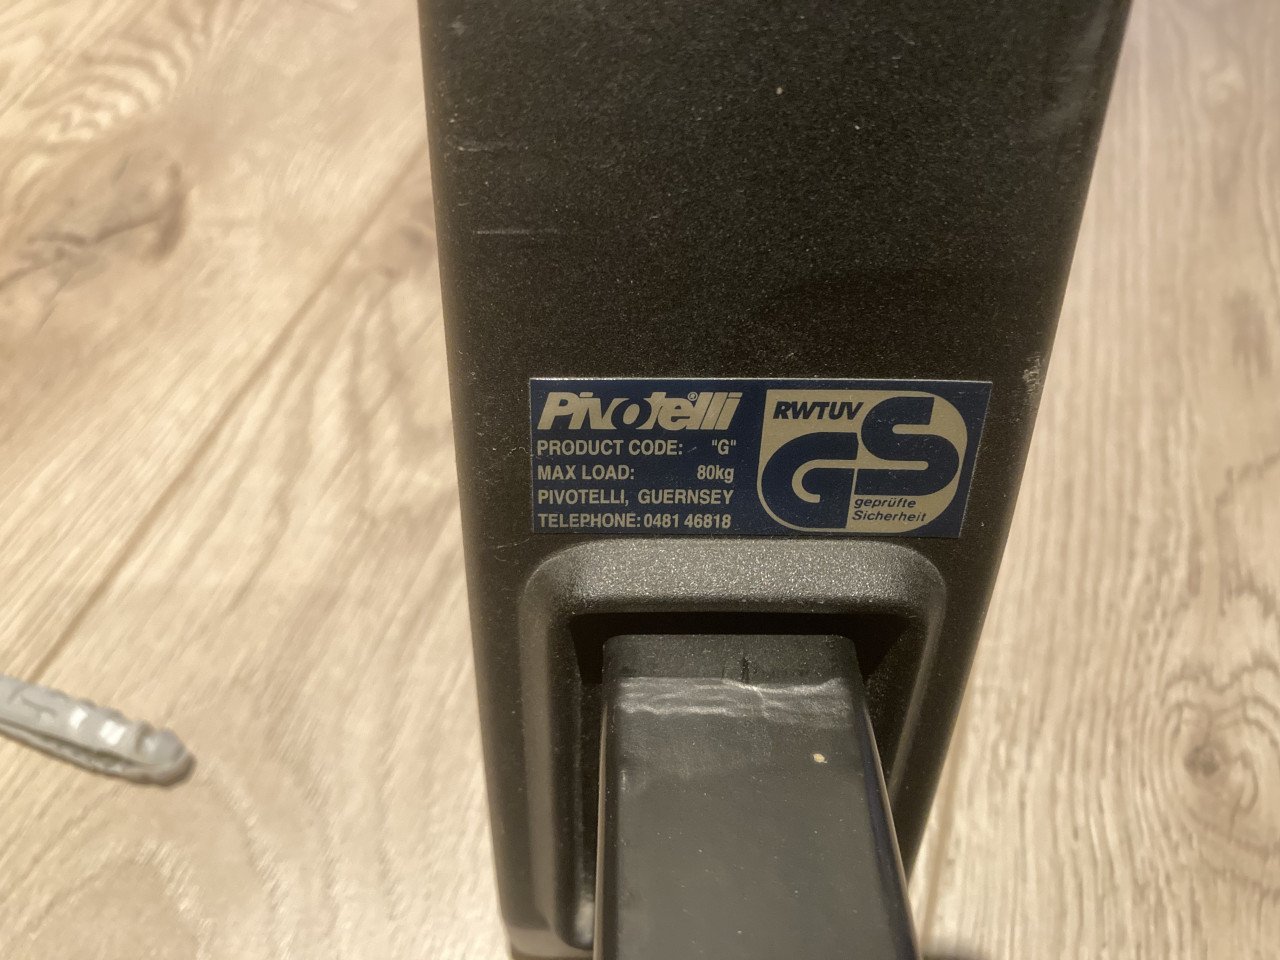 Pivotelli®
PRODUCT CODE: "G"
MAX LOAD: 80kg
PIVOTELLI, GUERNSEY
TELEPHONE: 0481 46818
RWTUV
GS
geprüfte
Sicherheit